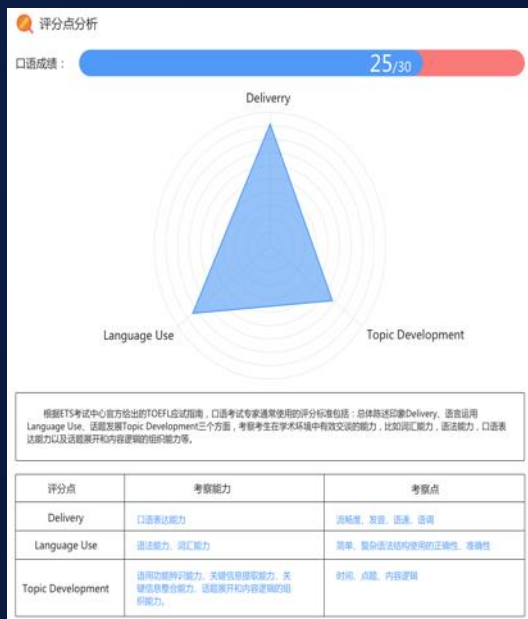 评分点分析
口语成绩：
25/30
Deliverry
Language Use
Topic Development
根据ETS考试中心官方给出的TOEFL应试指南，口语考试专家通常使用的评分标准包括：总体陈述印象Delivery、语言运用
Language Use、话题发展Topic Development三个方面，考察考生在学术环境中有效交谈的能力，比如词汇能力，语法能力，口语表
达能力以及话题展开和内容逻辑的组织能力等。
评分点 考察能力 考察点
Delivery 口语表达能力 流畅度、发音、语速、语调
Language Use 语法能力、词汇能力 简单、复杂语法结构使用的正确性、准确性
Topic Development 语用功能辨识能力、关键信息提取能力、关
键信息整合能力、话题展开和内容逻辑的组
织能力。
时间、点题、内容逻辑